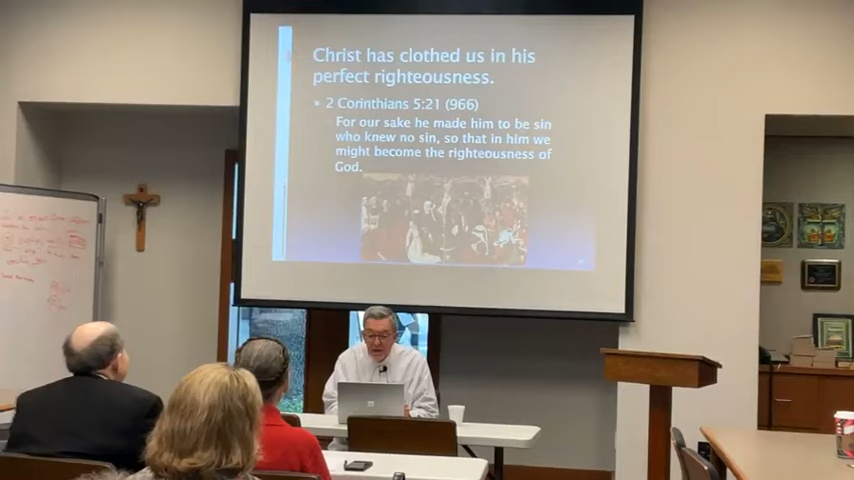 Christ has clothed us in his
perfect righteousness.
• 2 Corinthians 5:21 (966)
For our sake he made him to be sin
who knew no sin, so that in him we
might become the righteousness of
God.